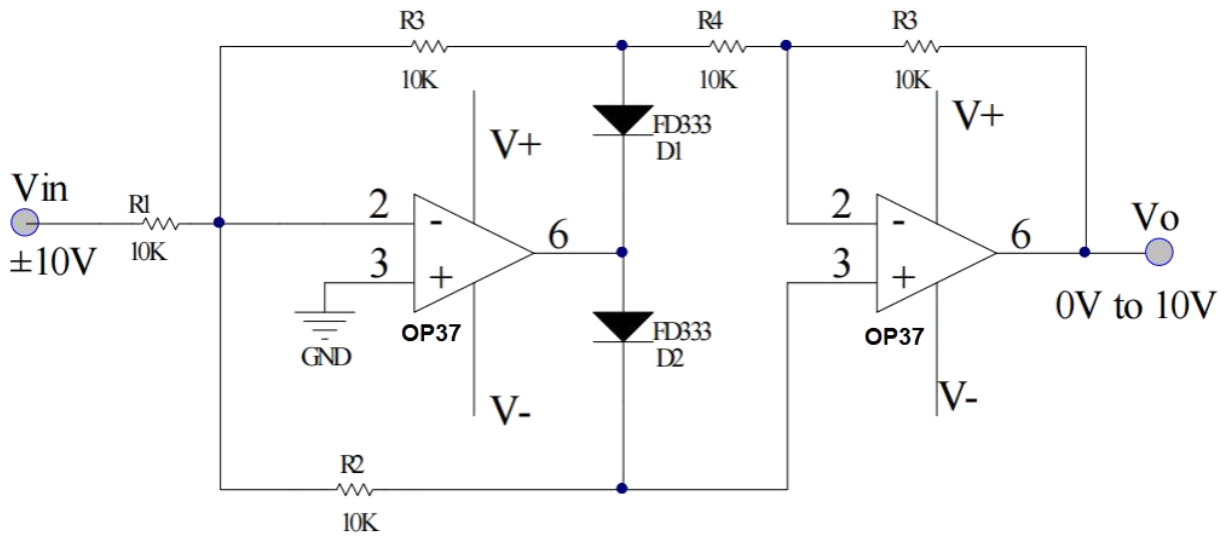 R3
10K
R4
10K
R3
10K
V+
FD333
D1
V+
Vin
±10V
R1
10K
2
-
3
+
6
OP37
GND
V-
FD333
D2
2
-
3
+
6
OP37
V-
Vo
0V to 10V
R2
10K